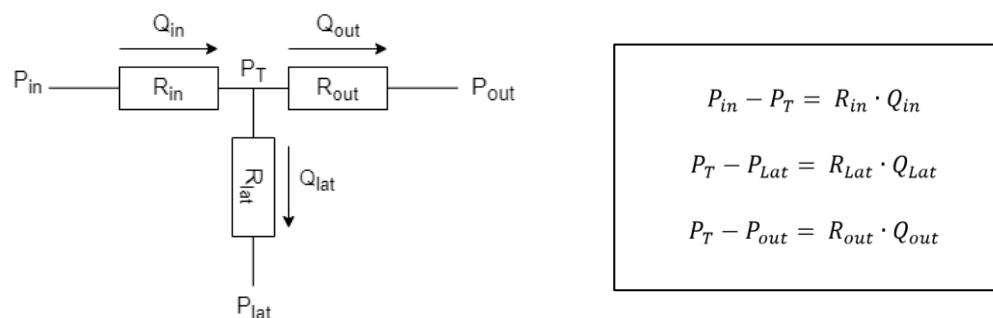 Q_in Q_out
P_in R_in P_T R_out P_out
R_lat Q_lat
P_lat
P_in − P_T = R_in · Q_in
P_T − P_Lat = R_Lat · Q_Lat
P_T − P_out = R_out · Q_out